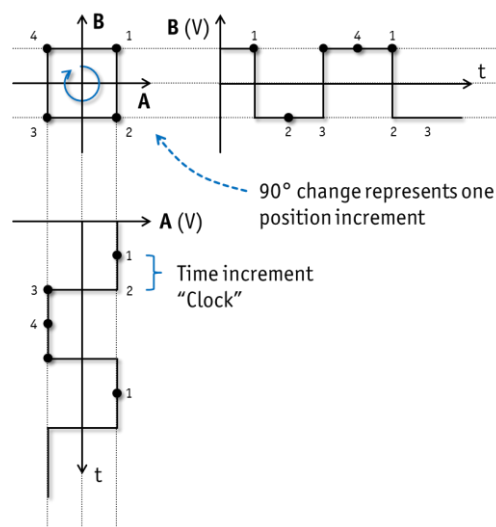 B
4
1
A
3
2
B (V)
1
4
1
t
2
3
2
3
90° change represents one
position increment
A (V)
1
Time increment
"Clock"
3
2
4
1
t